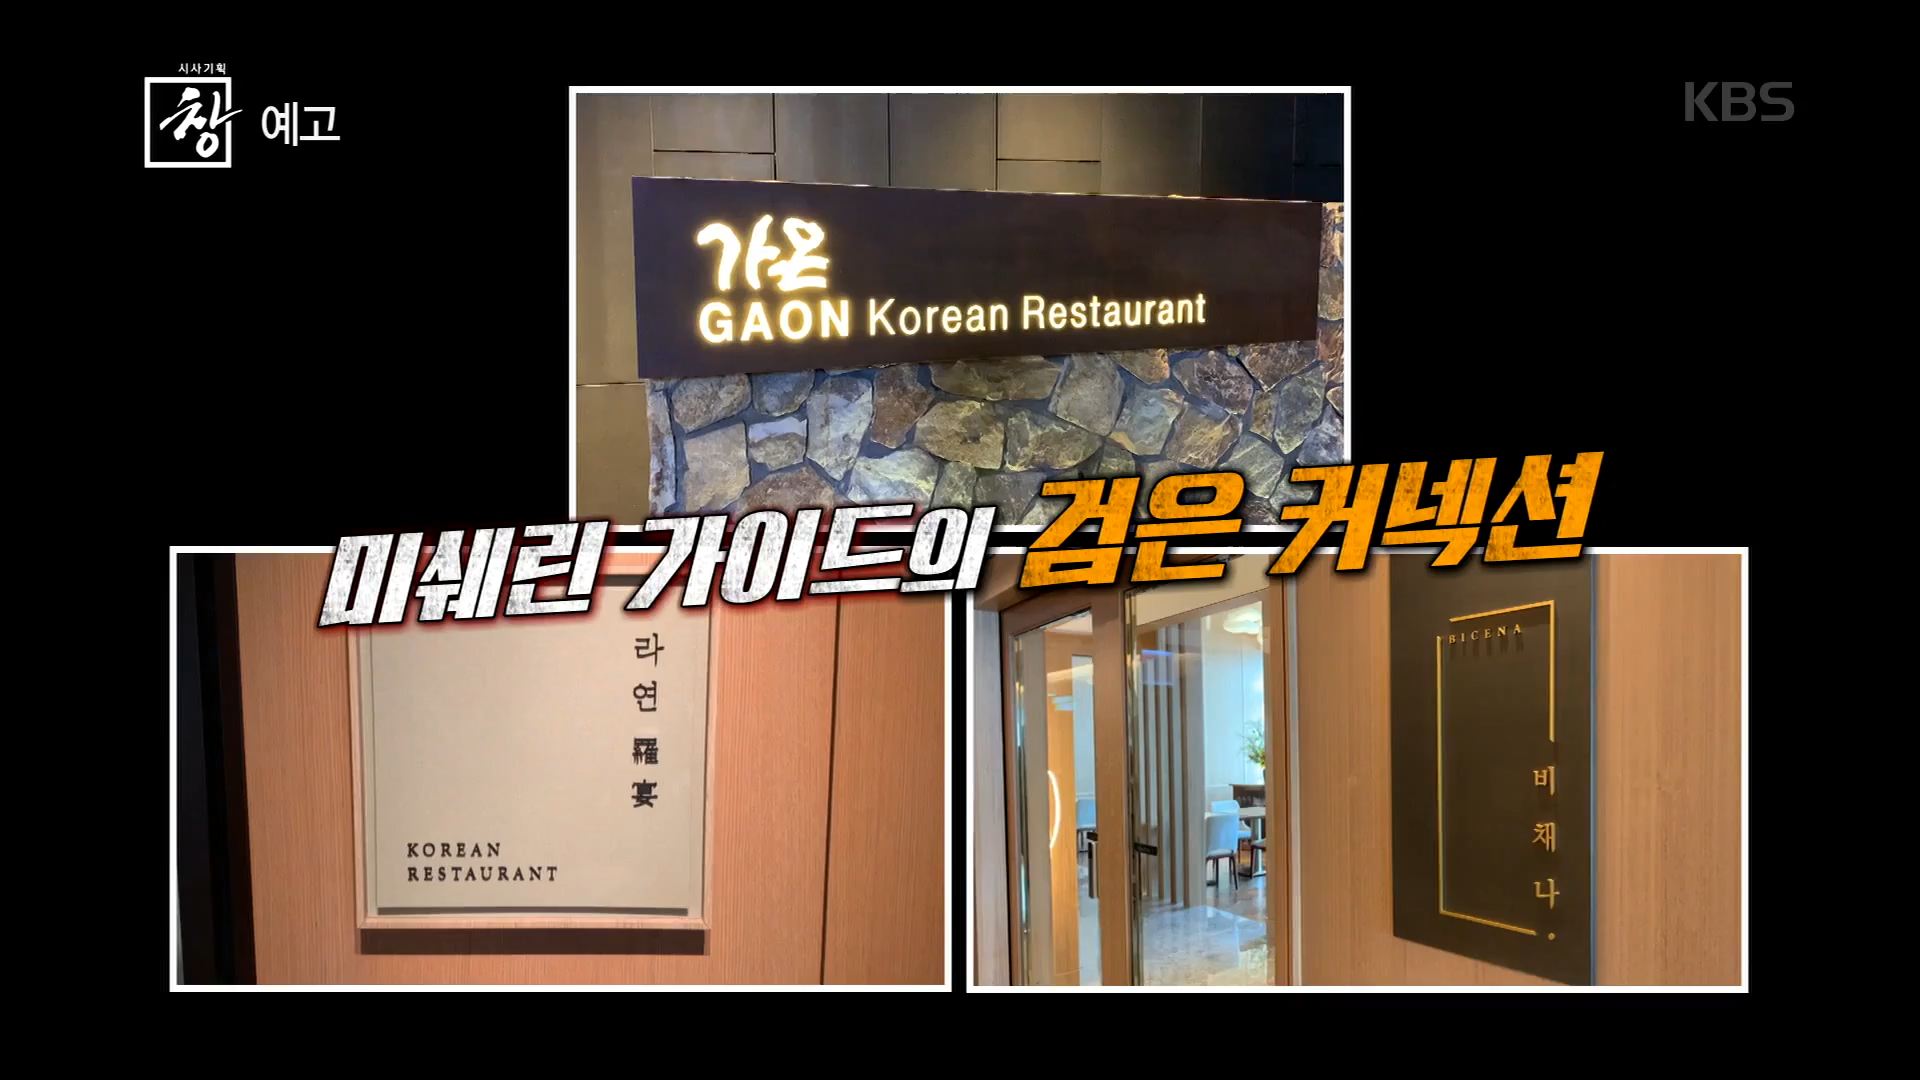 시사기획
창 예고
KBS
가온
GAON Korean Restaurant
미쉐린 가이드의 검은 커넥션
라연 羅宴
KOREAN
RESTAURANT
BICENA
비채나.